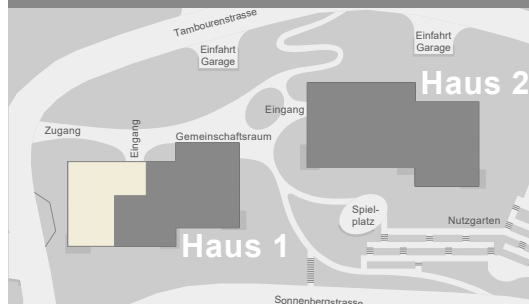 Tambourenstrasse
Einfahrt
Garage
Einfahrt
Garage
Haus 2
Eingang
Zugang
Eingang
Gemeinschaftsraum
Spiel-
platz
Nutzgarten
Haus 1
Sonnenbergstrasse